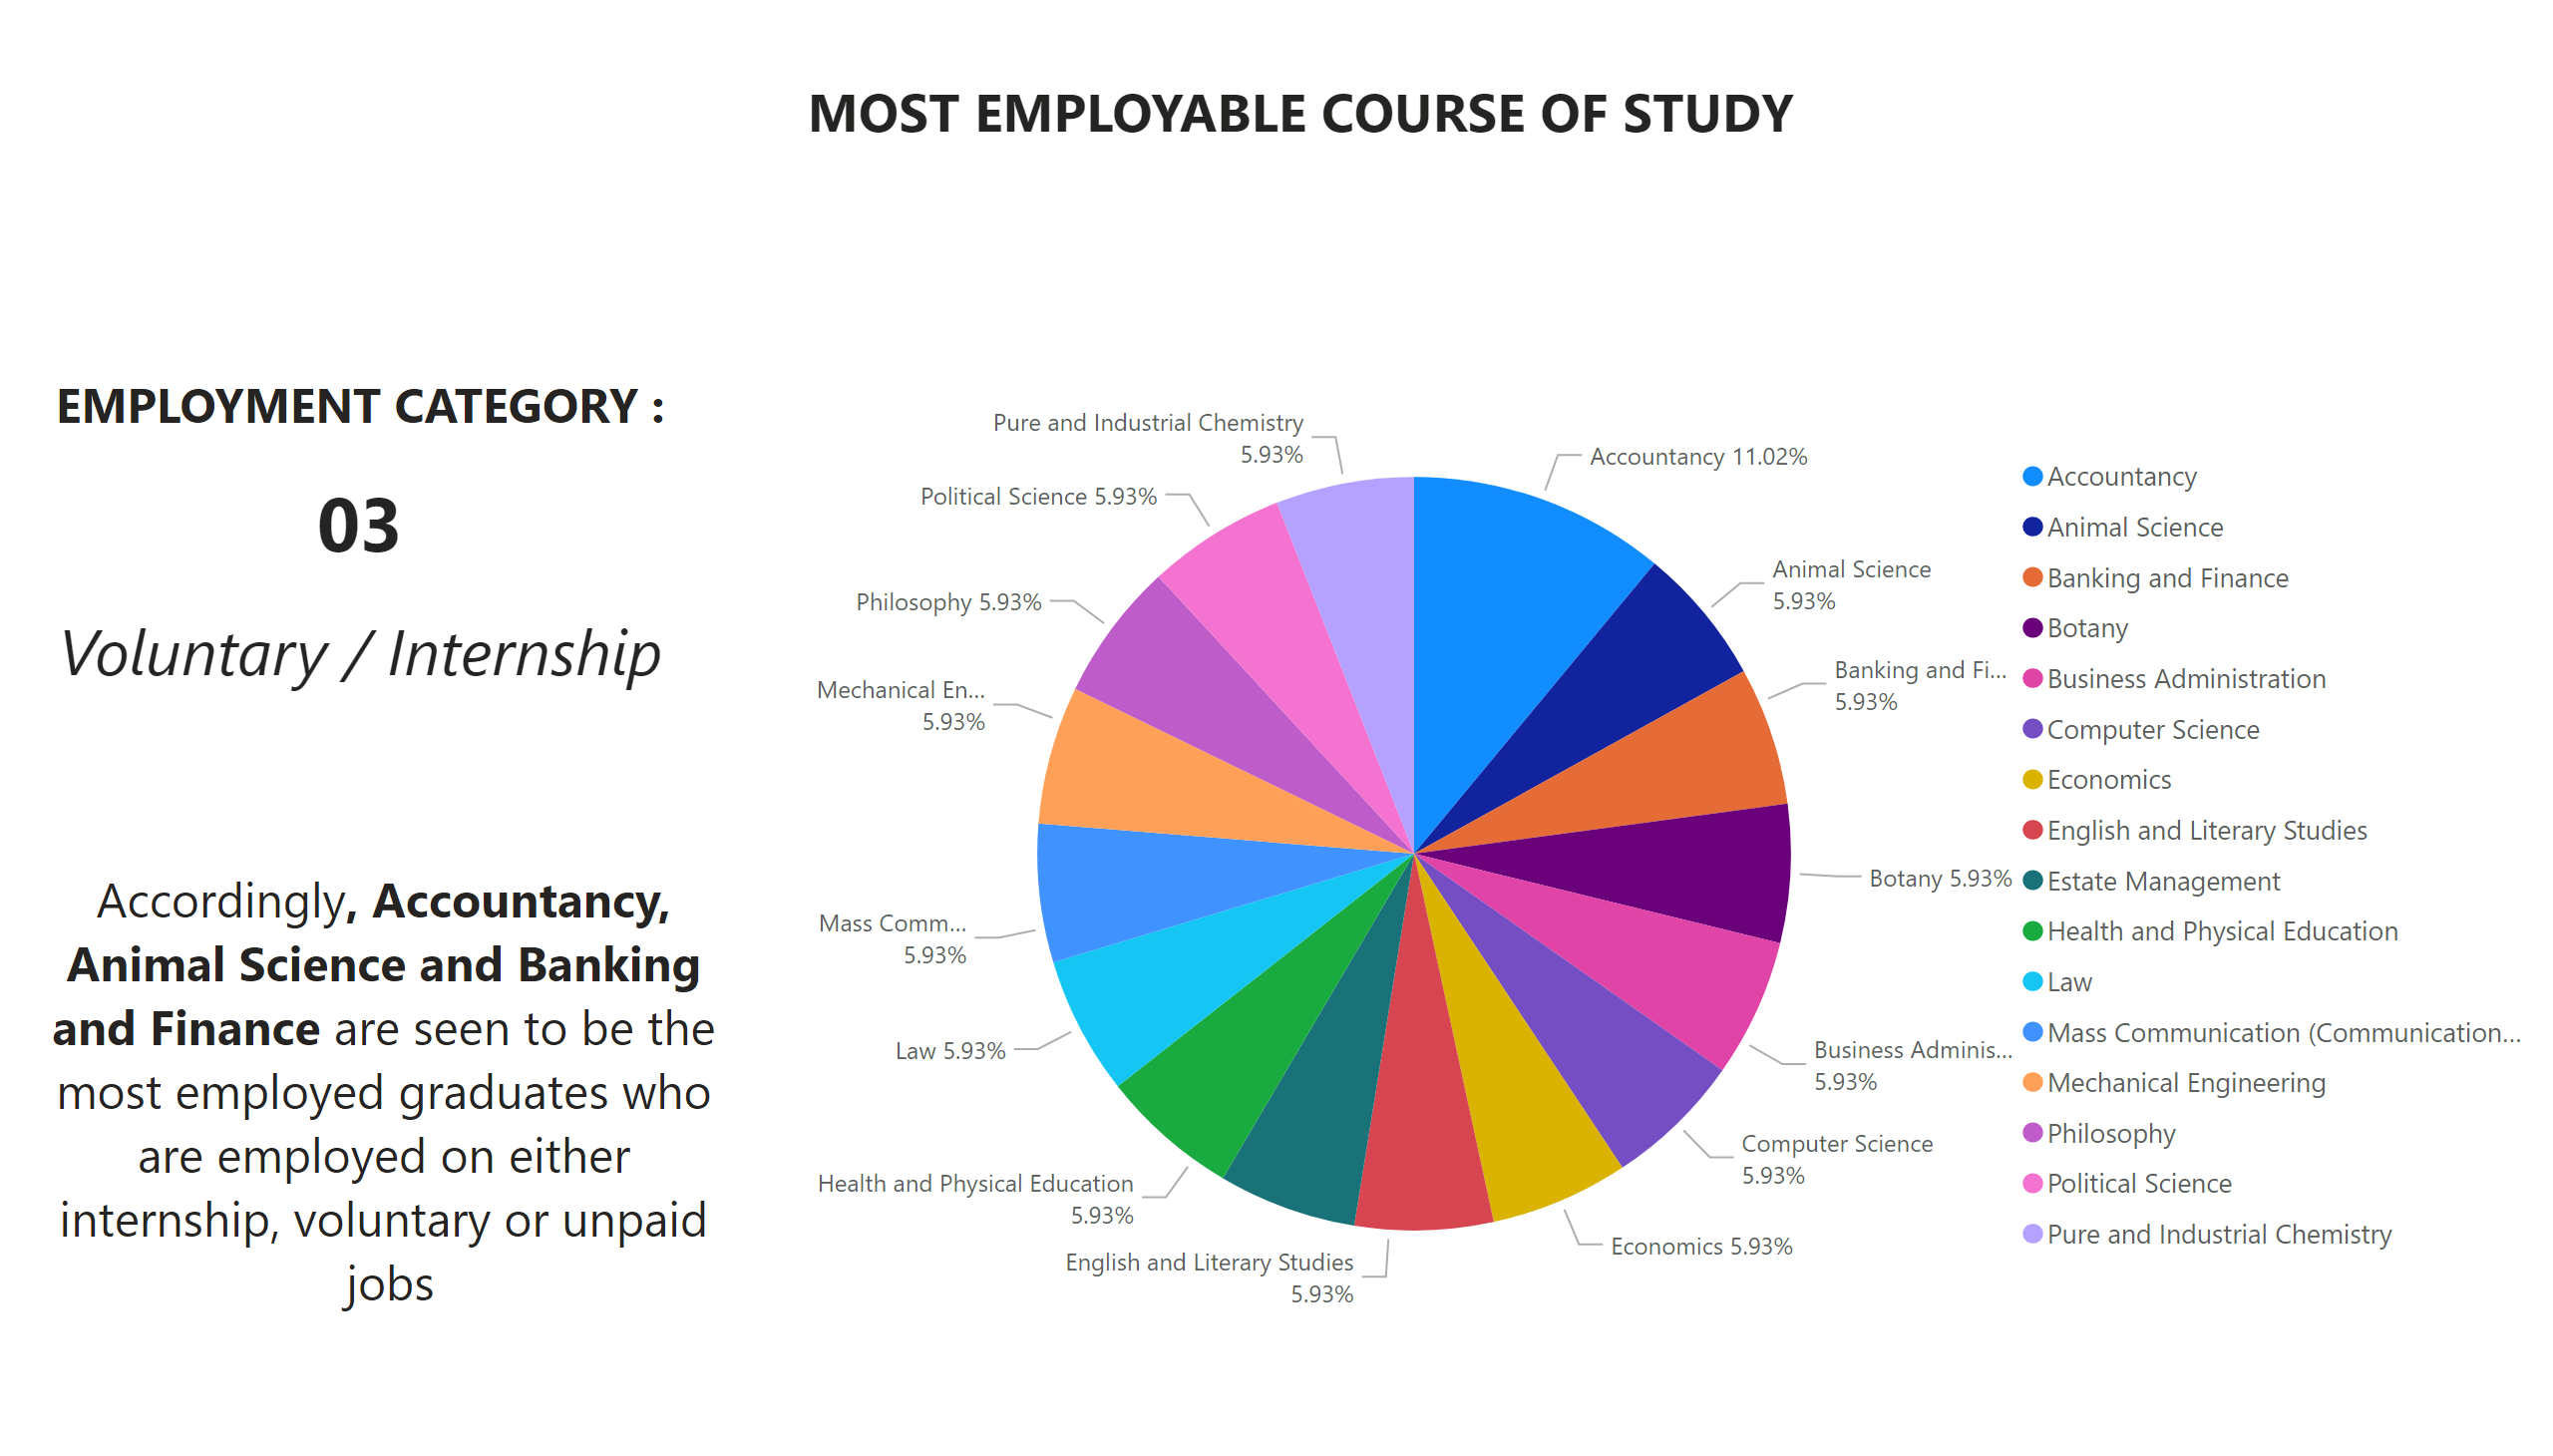 MOST EMPLOYABLE COURSE OF STUDY
EMPLOYMENT CATEGORY :
03
Voluntary / Internship
Accordingly, Accountancy,
Animal Science and Banking
and Finance are seen to be the
most employed graduates who
are employed on either
internship, voluntary or unpaid
jobs
Pure and Industrial Chemistry
5.93%
Political Science 5.93%
Philosophy 5.93%
Mechanical En...
5.93%
Mass Comm...
5.93%
Law 5.93%
Health and Physical Education
5.93%
English and Literary Studies
5.93%
Accountancy 11.02%
Animal Science
5.93%
Banking and Fi...
5.93%
Botany 5.93%
Business Adminis...
5.93%
Computer Science
5.93%
Economics 5.93%
Accountancy
Animal Science
Banking and Finance
Botany
Business Administration
Computer Science
Economics
English and Literary Studies
Estate Management
Health and Physical Education
Law
Mass Communication (Communication...
Mechanical Engineering
Philosophy
Political Science
Pure and Industrial Chemistry